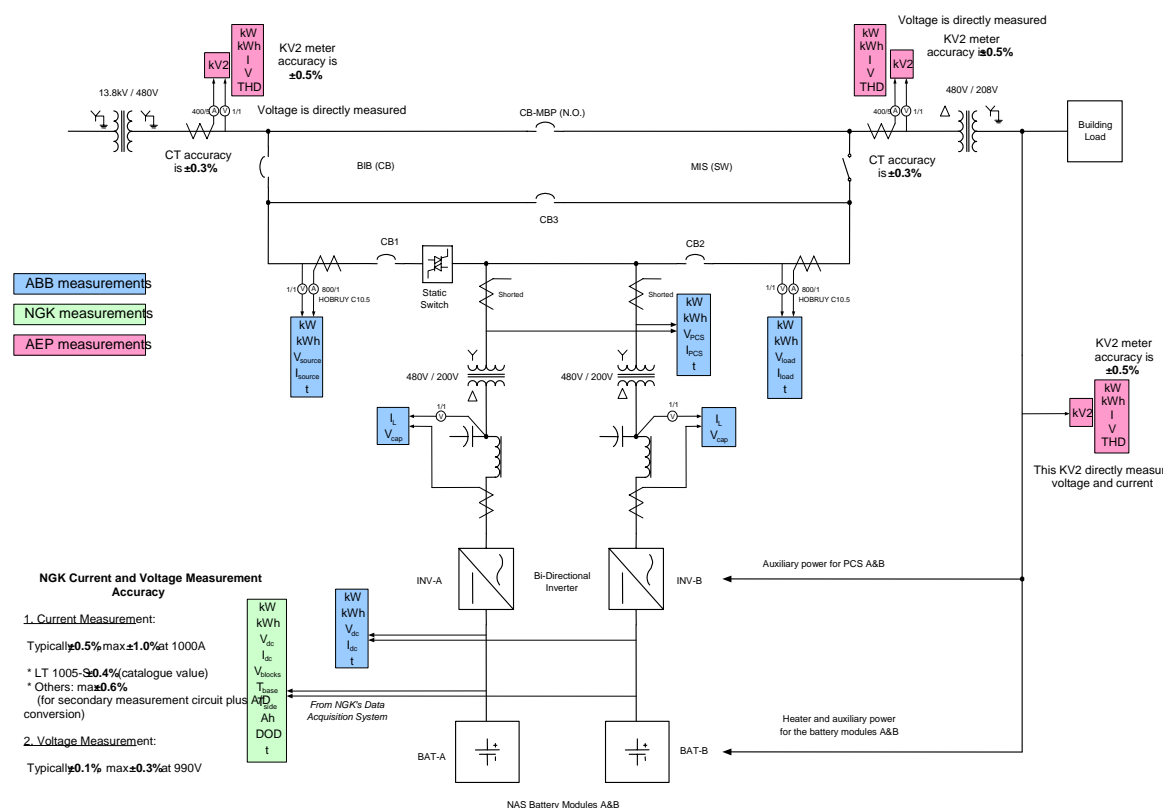 kW
kWh
I
V
THD
kV2
KV2 meter
accuracy is
±0.5%
13.8kV / 480V
400/5
A
V
1/1
Voltage is directly measured
CT accuracy
is ±0.3%
CB-MBP (N.O.)
BIB (CB)
MIS (SW)
CB3
Voltage is directly measured
KV2 meter
accuracy is
±0.5%
kW
kWh
I
V
THD
kV2
400/5
A
V
1/1
480V / 208V
CT accuracy
is ±0.3%
Building
Load
ABB measurements
NGK measurements
AEP measurements
CB1
Static
Switch
CB2
1/1
V
A
800/1
HOBRUY C10.5
Shorted
Shorted
1/1
V
A
800/1
HOBRUY C10.5
kW
kWh
Vsource
Isource
t
kW
kWh
VPCS
IPCS
t
kW
kWh
Vload
Iload
t
480V / 200V
480V / 200V
1/1
V
IL
Vcap
1/1
V
IL
Vcap
KV2 meter
accuracy is
±0.5%
kV2
kW
kWh
I
V
THD
This KV2 directly measur
voltage and current
INV-A
Bi-Directional
Inverter
INV-B
Auxiliary power for PCS A&B
NGK Current and Voltage Measurement
Accuracy
1. Current Measurement:
Typically ±0.5% max ±1.0% at 1000A
* LT 1005-S ±0.4% (catalogue value)
* Others: max ±0.6%
(for secondary measurement circuit plus A/D
conversion)
2. Voltage Measurement:
Typically ±0.1% max ±0.3% at 990V
kW
kWh
Vdc
Idc
Vblocks
Tbase
Tside
Ah
DOD
t
kW
kWh
Vdc
Idc
t
From NGK's Data
Acquisition System
BAT-A
BAT-B
Heater and auxiliary power
for the battery modules A&B
NAS Battery Modules A&B